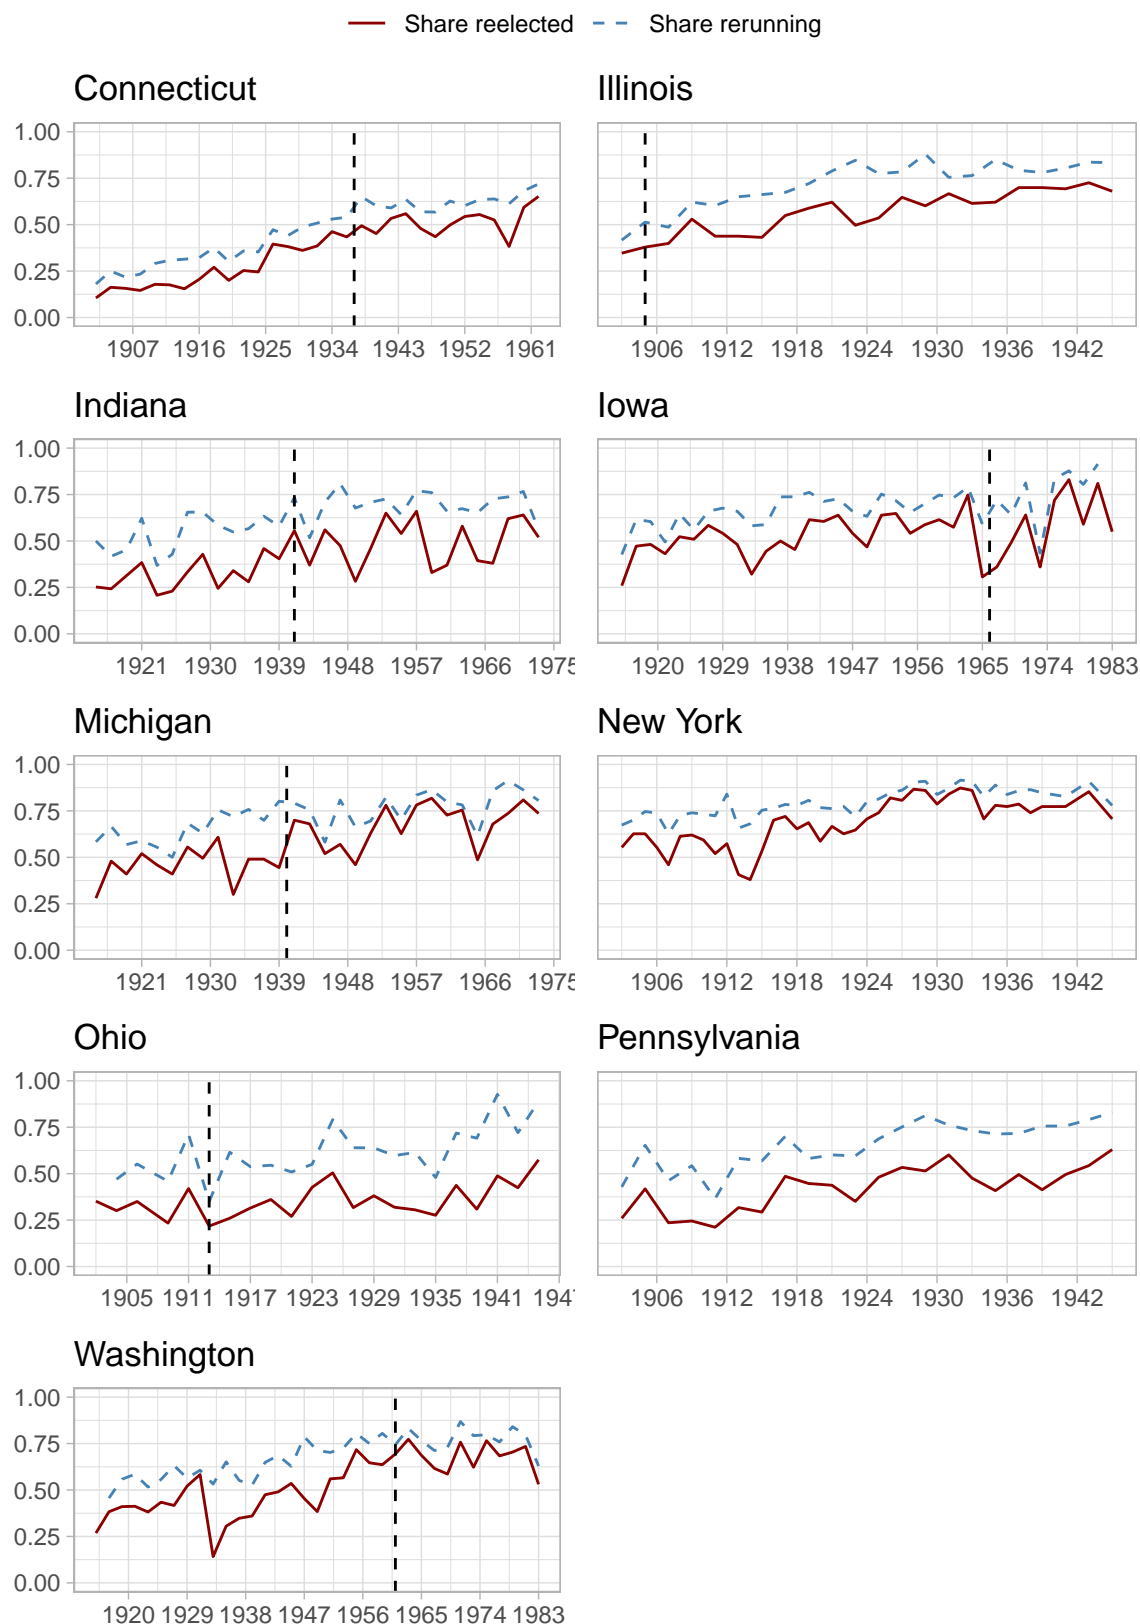 Share reelected Share rerunning
Connecticut Illinois
1.00
0.75
0.50
0.25
0.00
1907 1916 1925 1934 1943 1952 1961 1906 1912 1918 1924 1930 1936 1942
Indiana Iowa
1.00
0.75
0.50
0.25
0.00
1921 1930 1939 1948 1957 1966 1975 1920 1929 1938 1947 1956 1965 1974 1983
Michigan New York
1.00
0.75
0.50
0.25
0.00
1921 1930 1939 1948 1957 1966 1975 1906 1912 1918 1924 1930 1936 1942
Ohio Pennsylvania
1.00
0.75
0.50
0.25
0.00
1905 1911 1917 1923 1929 1935 1941 1947 1906 1912 1918 1924 1930 1936 1942
Washington
1.00
0.75
0.50
0.25
0.00
1920 1929 1938 1947 1956 1965 1974 1983